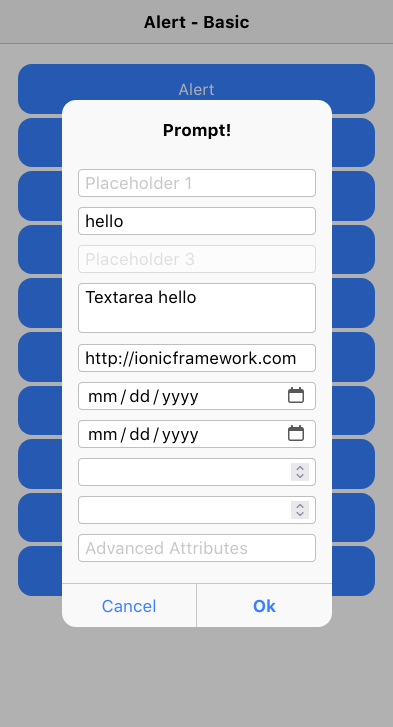 Alert - Basic
Alert
Prompt!
Placeholder 1
hello
Placeholder 3
Textarea hello
http://ionicframework.com
mm/dd/yyyy
mm/dd/yyyy
Advanced Attributes
Cancel Ok